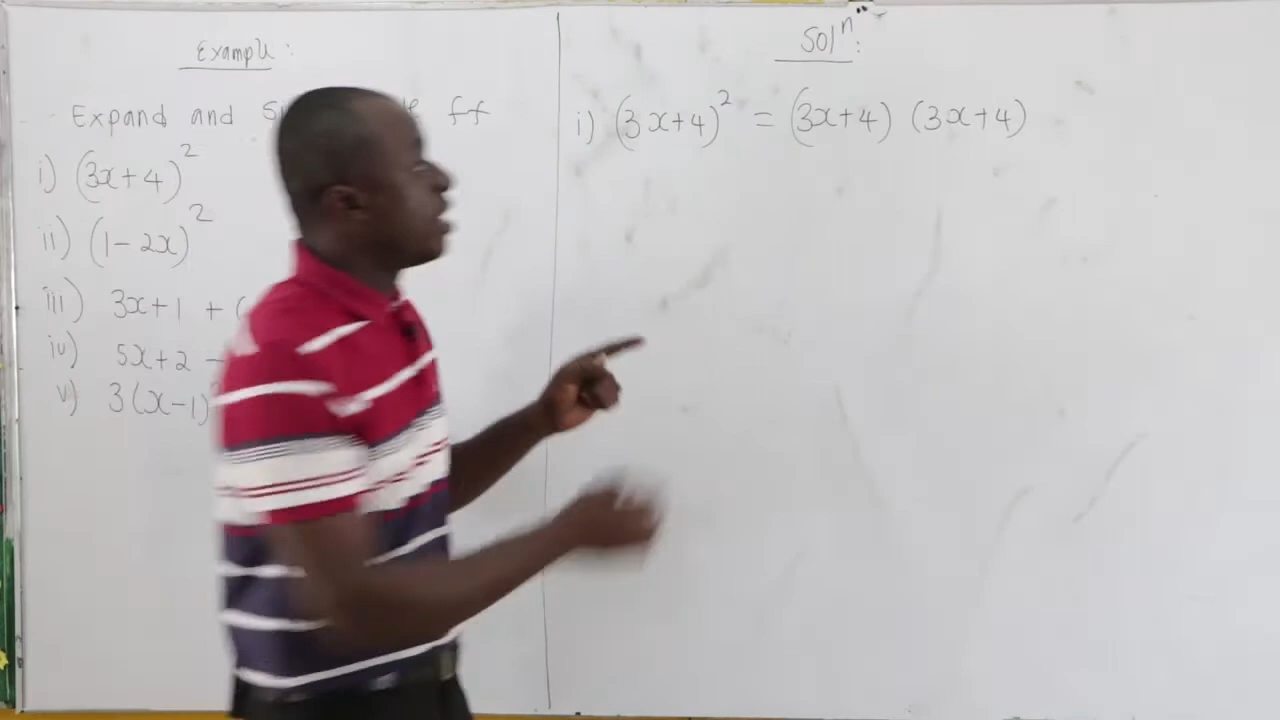 Example:
Expand and ff
i) (3x+4)²
ii) (1-2x)²
iii) 3x+1 + (
iv) 5x+2 -
v) 3(x-1)
Solⁿ:
i) (3x+4)² = (3x+4) (3x+4)